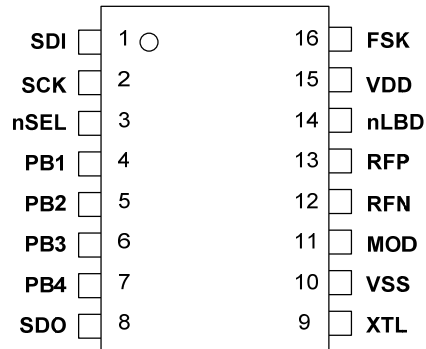 SDI 1 16 FSK
SCK 2 15 VDD
nSEL 3 14 nLBD
PB1 4 13 RFP
PB2 5 12 RFN
PB3 6 11 MOD
PB4 7 10 VSS
SDO 8 9 XTL